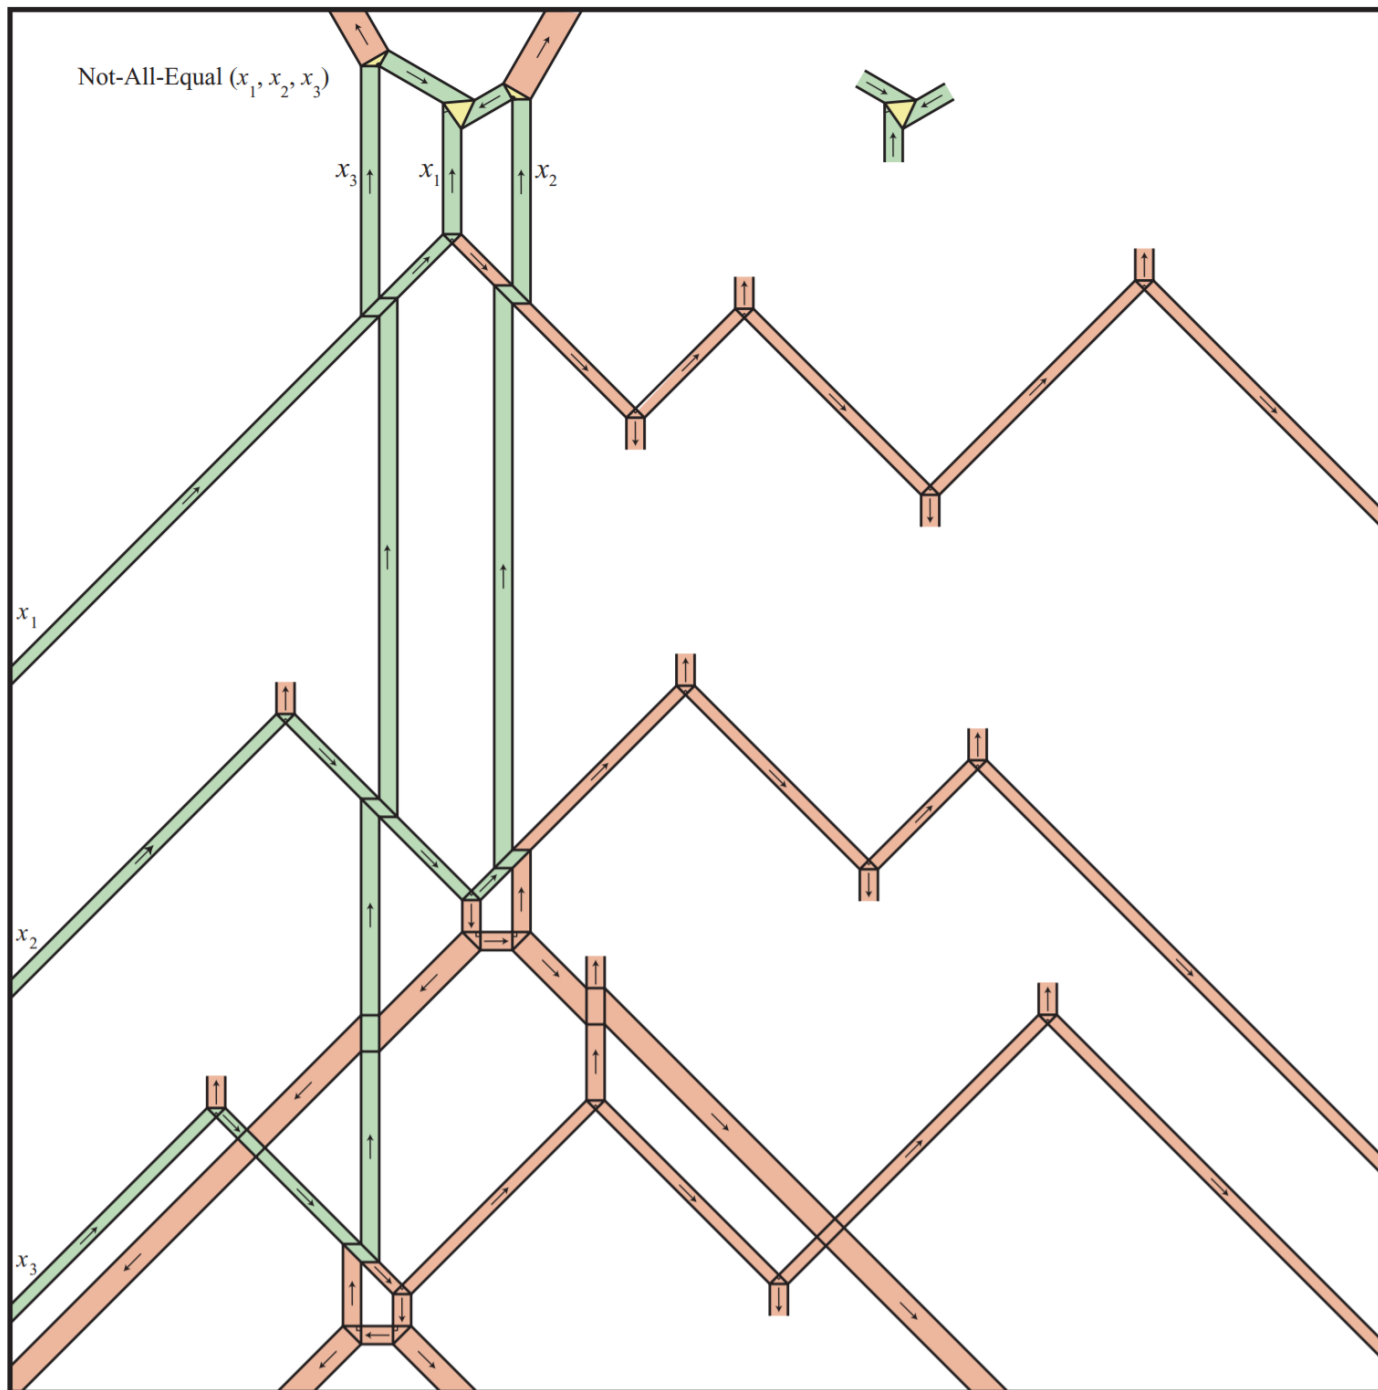 Not-All-Equal (x₁, x₂, x₃)
x₃ x₁ x₂
x₁
x₂
x₃